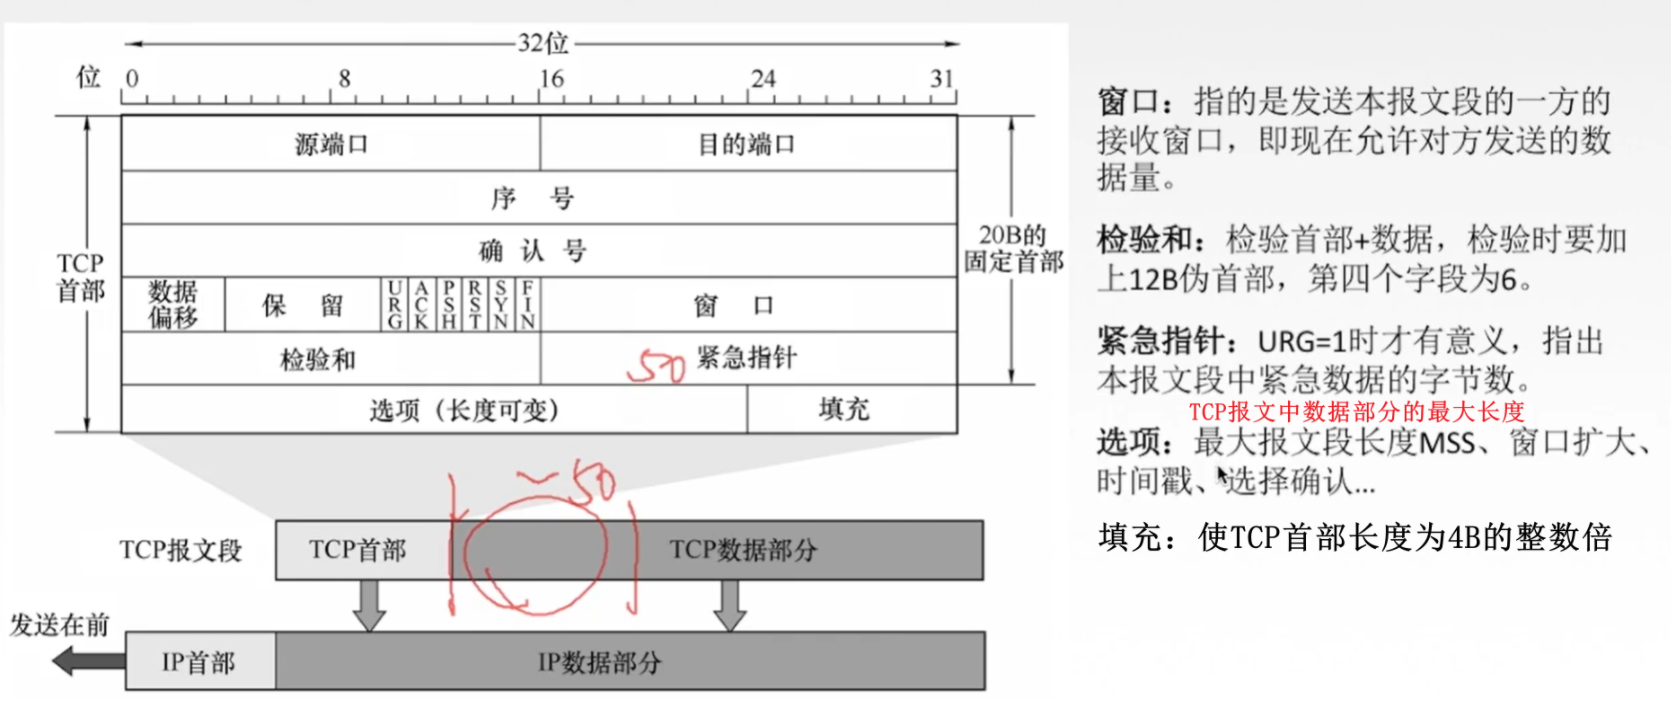 32位
位 0 8 16 24 31
源端口 目的端口
序 号
确 认 号
TCP
首部
20B的
固定首部
数据
偏移
保 留
URG ACK PSH RST SYN FIN
窗 口
检验和 50 紧急指针
选项（长度可变） 填充
~50
TCP报文段 TCP首部 TCP数据部分
发送在前
IP首部 IP数据部分
窗口：指的是发送本报文段的一方的
接收窗口，即现在允许对方发送的数
据量。
检验和：检验首部+数据，检验时要加
上12B伪首部，第四个字段为6。
紧急指针：URG=1时才有意义，指出
本报文段中紧急数据的字节数。
TCP报文中数据部分的最大长度
选项：最大报文段长度MSS、窗口扩大、
时间戳、选择确认...
填充：使TCP首部长度为4B的整数倍